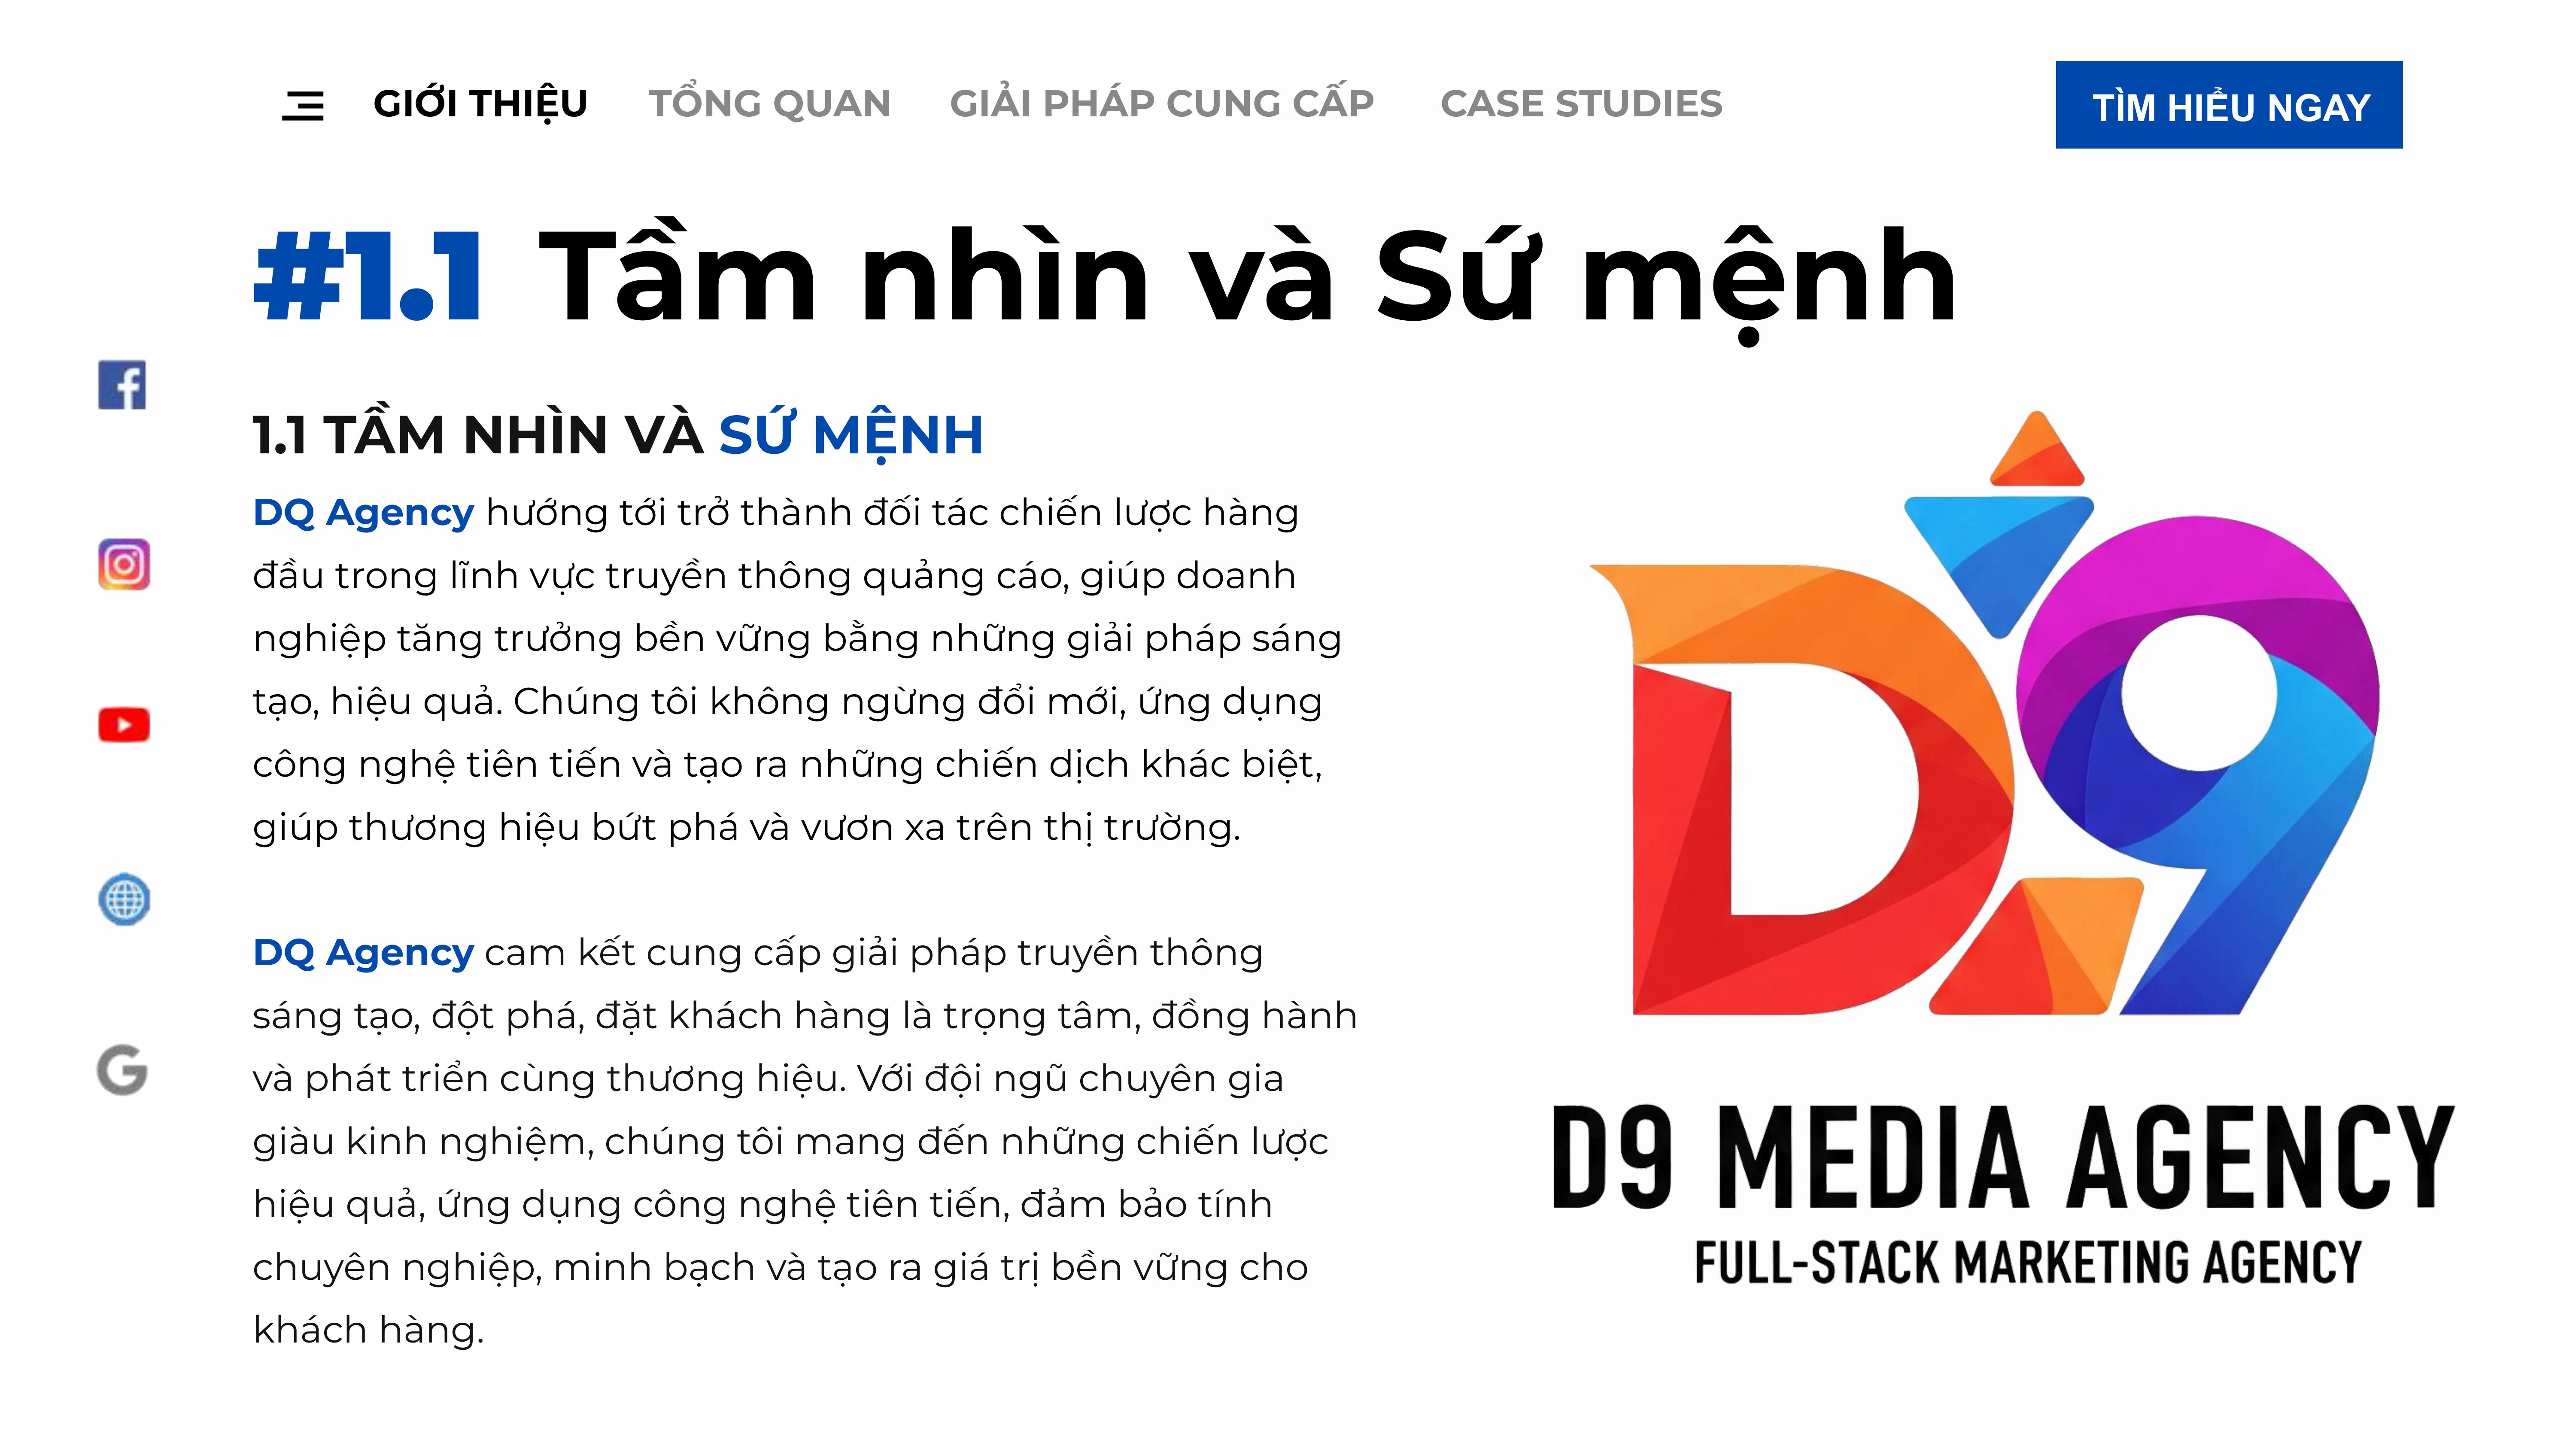 GIỚI THIỆU TỔNG QUAN GIẢI PHÁP CUNG CẤP CASE STUDIES TÌM HIỂU NGAY
#1.1 Tầm nhìn và Sứ mệnh
1.1 TẦM NHÌN VÀ SỨ MỆNH
DQ Agency hướng tới trở thành đối tác chiến lược hàng
đầu trong lĩnh vực truyền thông quảng cáo, giúp doanh
nghiệp tăng trưởng bền vững bằng những giải pháp sáng
tạo, hiệu quả. Chúng tôi không ngừng đổi mới, ứng dụng
công nghệ tiên tiến và tạo ra những chiến dịch khác biệt,
giúp thương hiệu bứt phá và vươn xa trên thị trường.
DQ Agency cam kết cung cấp giải pháp truyền thông
sáng tạo, đột phá, đặt khách hàng là trọng tâm, đồng hành
và phát triển cùng thương hiệu. Với đội ngũ chuyên gia
giàu kinh nghiệm, chúng tôi mang đến những chiến lược
hiệu quả, ứng dụng công nghệ tiên tiến, đảm bảo tính
chuyên nghiệp, minh bạch và tạo ra giá trị bền vững cho
khách hàng.
D9
D9 MEDIA AGENCY
FULL-STACK MARKETING AGENCY